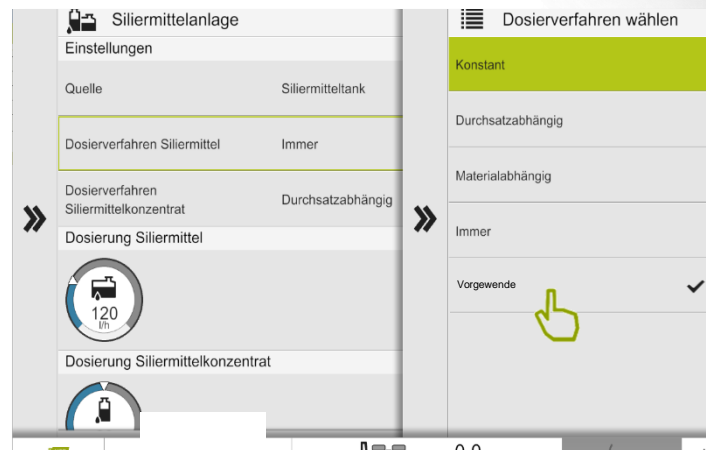 Siliermittelanlage
Einstellungen
Quelle Siliermitteltank
Dosierverfahren Siliermittel Immer
Dosierverfahren
Siliermittelkonzentrat Durchsatzabhängig
Dosierung Siliermittel
120
l/h
Dosierung Siliermittelkonzentrat
Dosierverfahren wählen
Konstant
Durchsatzabhängig
Materialabhängig
Immer
Vorgewende